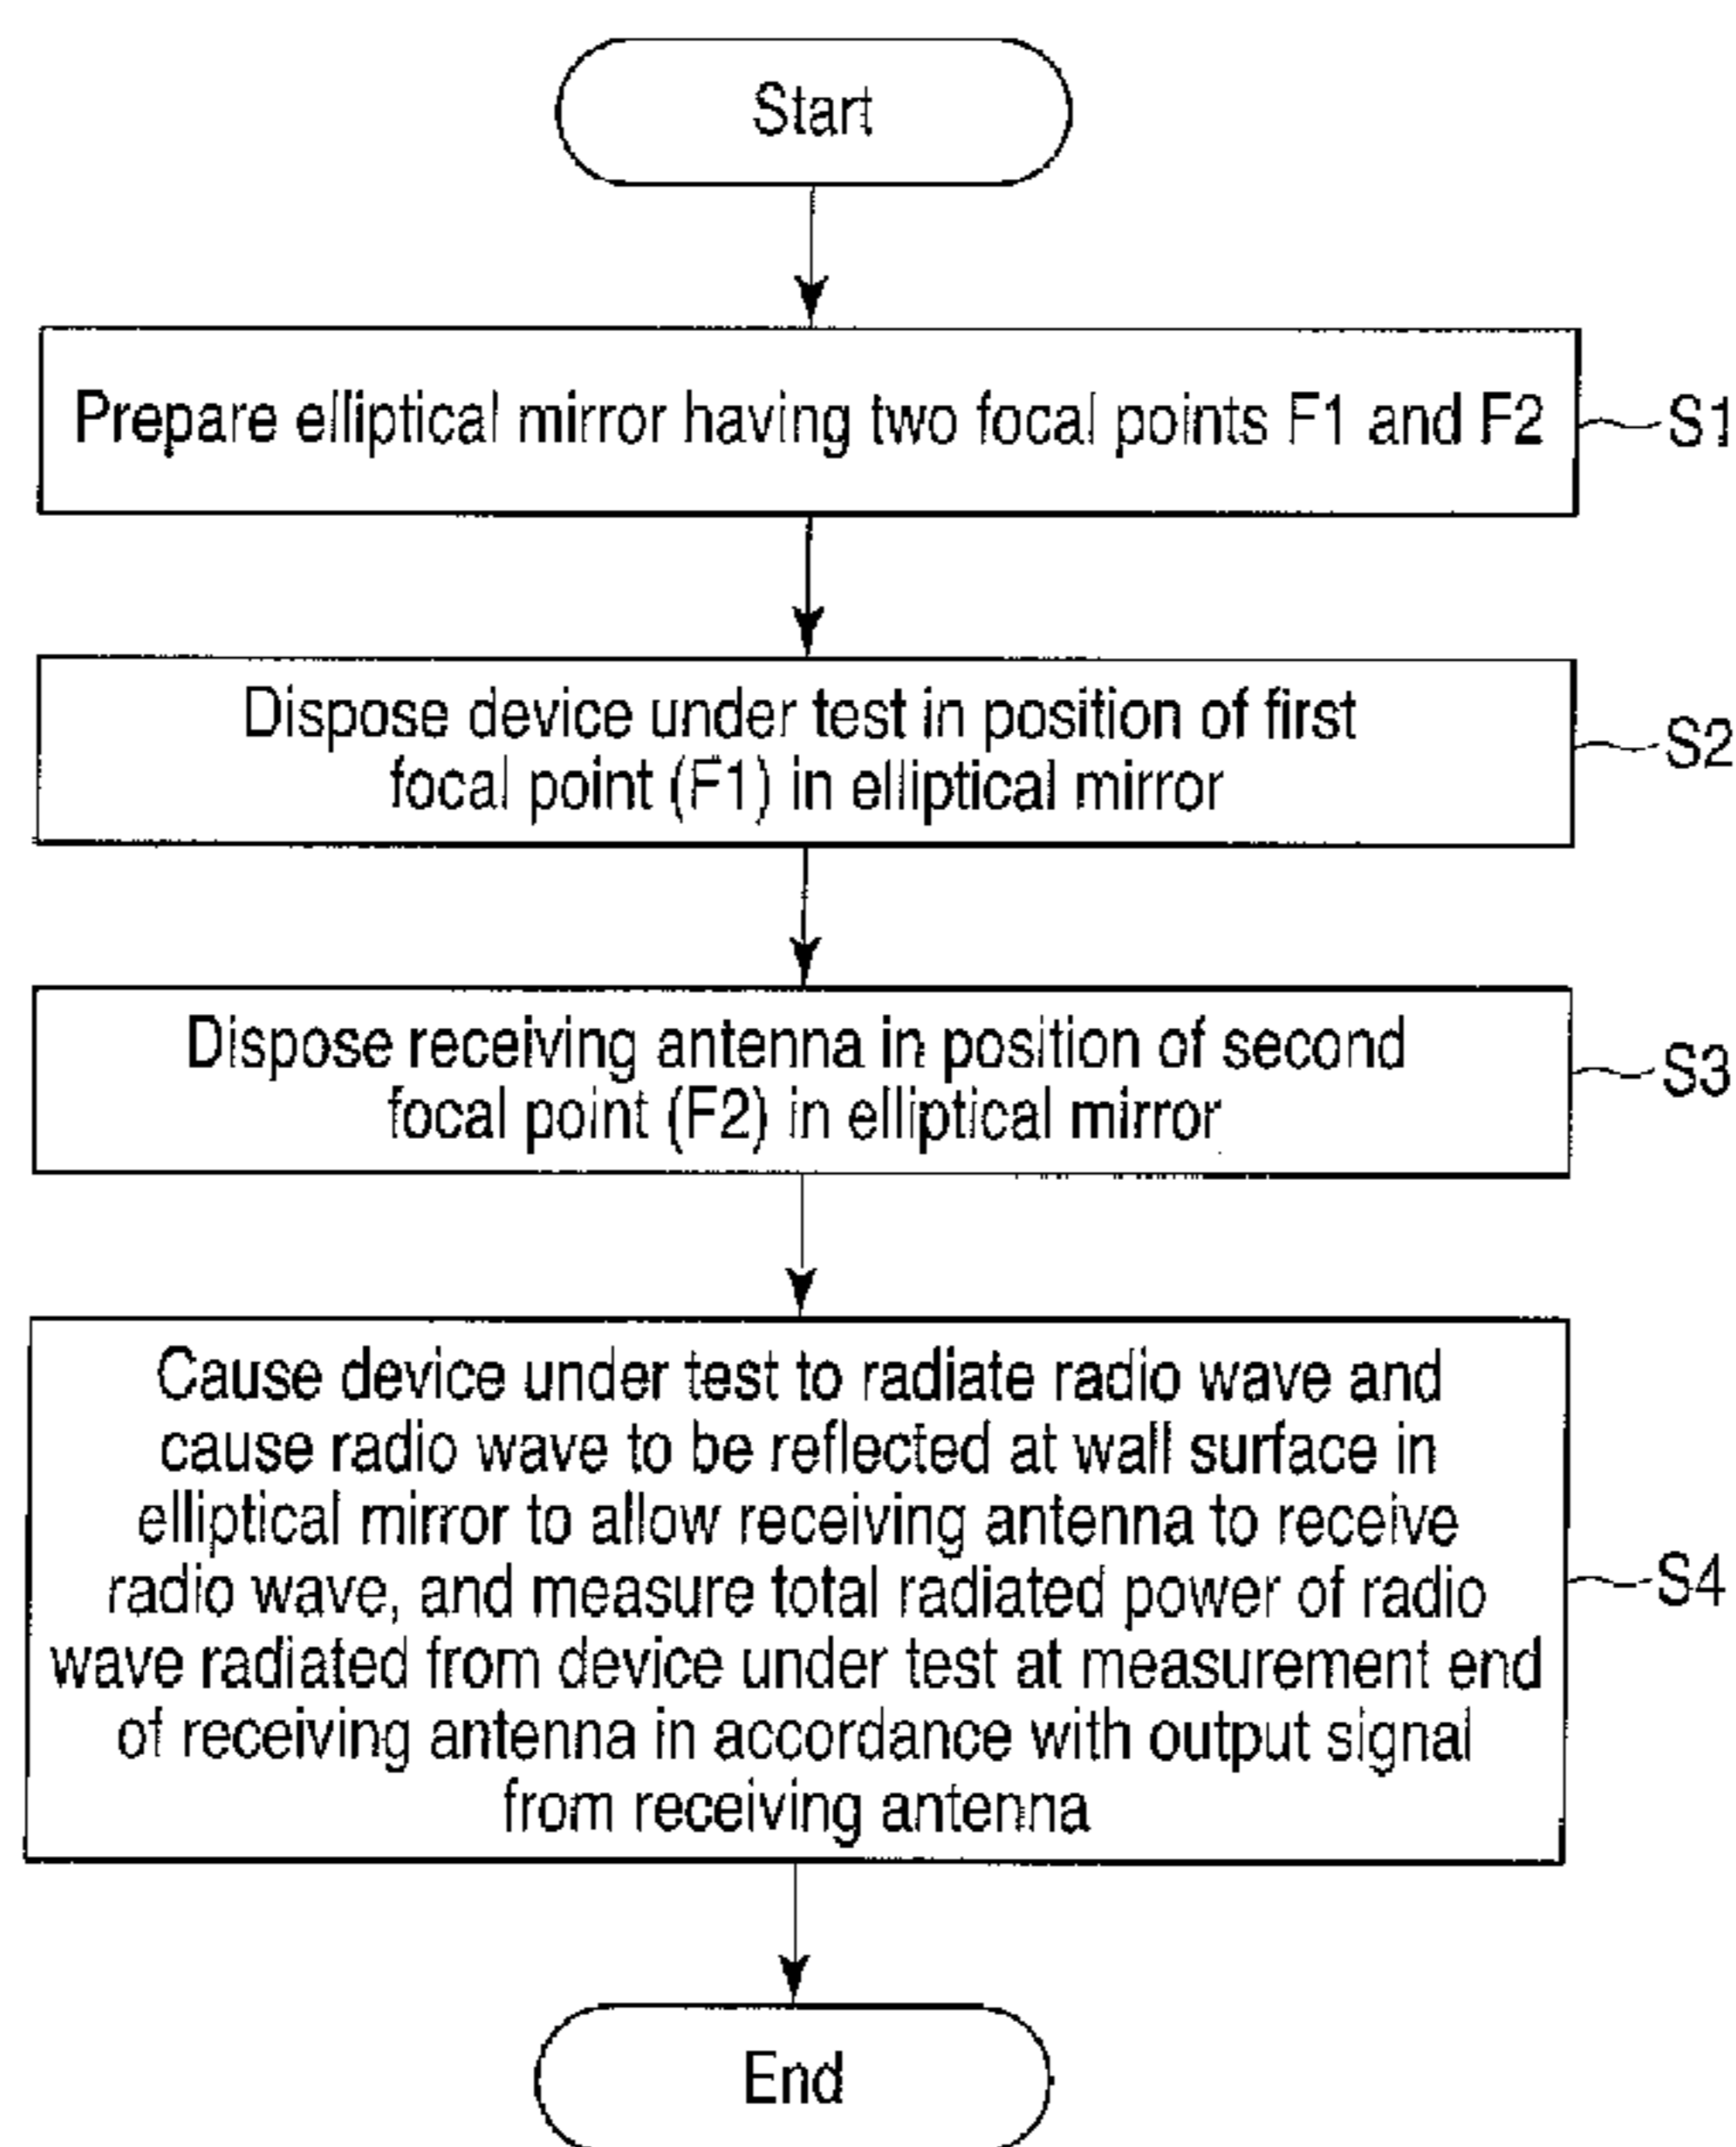 Start
Prepare elliptical mirror having two focal points F1 and F2
S1
Dispose device under test in position of first
focal point (F1) in elliptical mirror
S2
Dispose receiving antenna in position of second
focal point (F2) in elliptical mirror
S3
Cause device under test to radiate radio wave and
cause radio wave to be reflected at wall surface in
elliptical mirror to allow receiving antenna to receive
radio wave, and measure total radiated power of radio
wave radiated from device under test at measurement end
of receiving antenna in accordance with output signal
from receiving antenna
S4
End